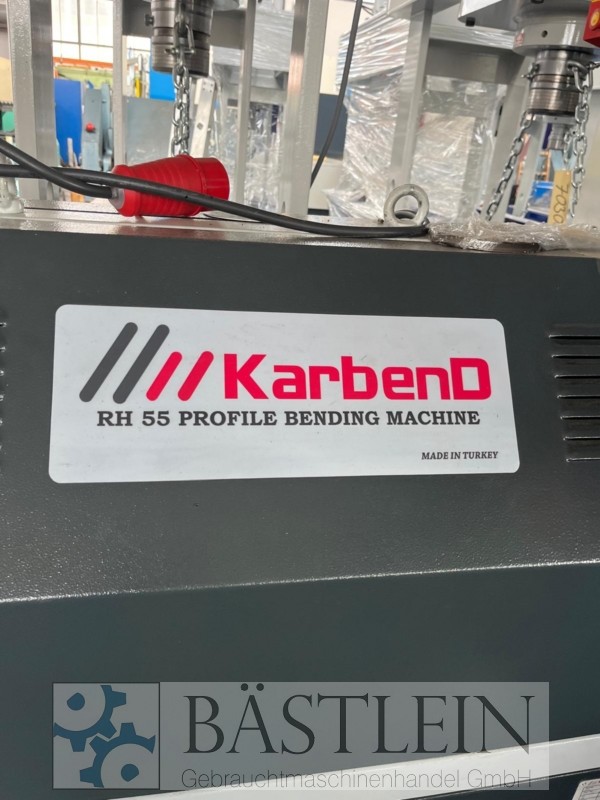 KarbenD
RH 55 PROFILE BENDING MACHINE
MADE IN TURKEY
BÄSTLEIN
Gebrauchtmaschinenhandel GmbH